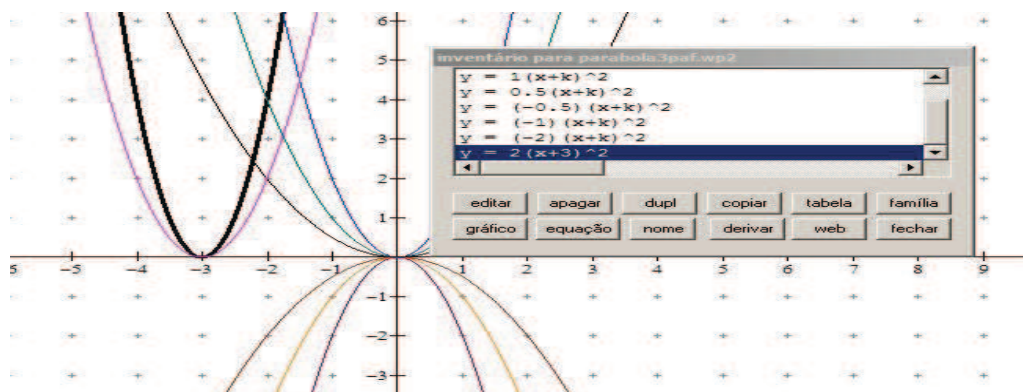 6
5
4
3
2
1
-1
-2
-3
-5 -4 -3 -2 -1 1 2 3 4 5 6 7 8 9
inventário para parabola3paf.wp2
y = 1(x+k)^2
y = 0.5(x+k)^2
y = (-0.5)(x+k)^2
y = (-1)(x+k)^2
y = (-2)(x+k)^2
y = 2(x+3)^2
editar apagar dupl copiar tabela família
gráfico equação nome derivar web fechar